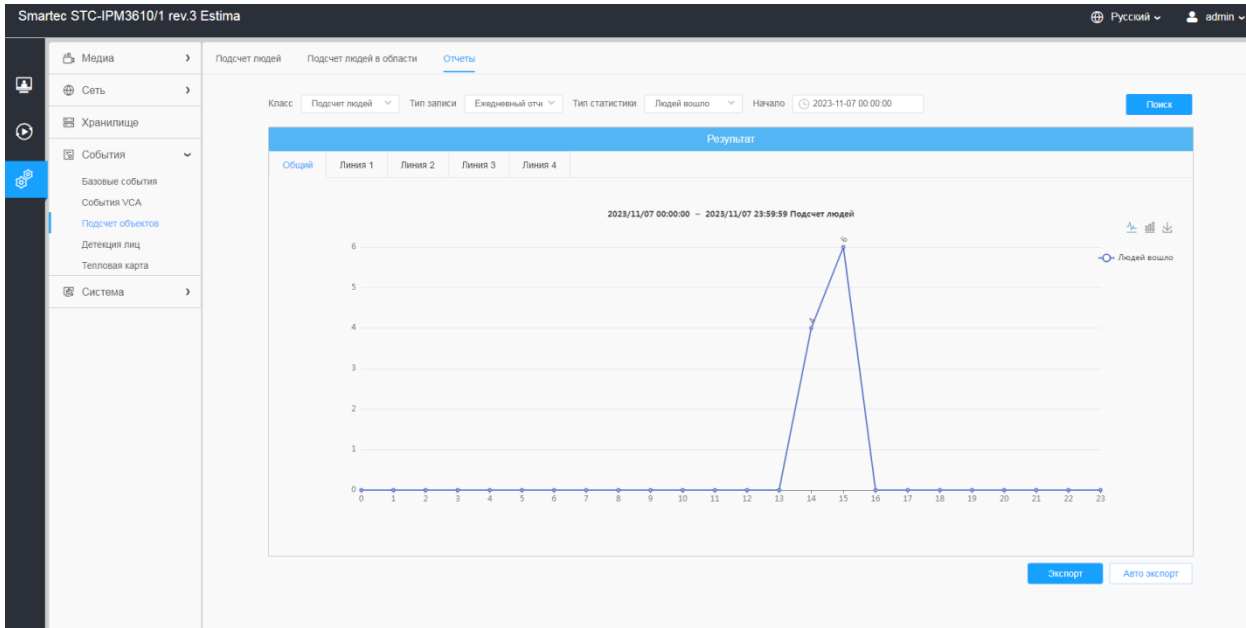 Smartec STC-IPM3610/1 rev.3 Estima
Русский
admin
Медиа
Сеть
Хранилище
События
Базовые события
События VCA
Подсчет объектов
Детекция лиц
Тепловая карта
Система
Подсчет людей
Подсчет людей в области
Отчеты
Класс
Подсчет людей
Тип записи
Ежедневный отч
Тип статистики
Людей вошло
Начало
2023-11-07 00:00:00
Поиск
Результат
Общий
Линия 1
Линия 2
Линия 3
Линия 4
2023/11/07 00:00:00 ~ 2023/11/07 23:59:59 Подсчет людей
Людей вошло
6
5
4
3
2
1
0
6
4
0 1 2 3 4 5 6 7 8 9 10 11 12 13 14 15 16 17 18 19 20 21 22 23
Экспорт
Авто экспорт